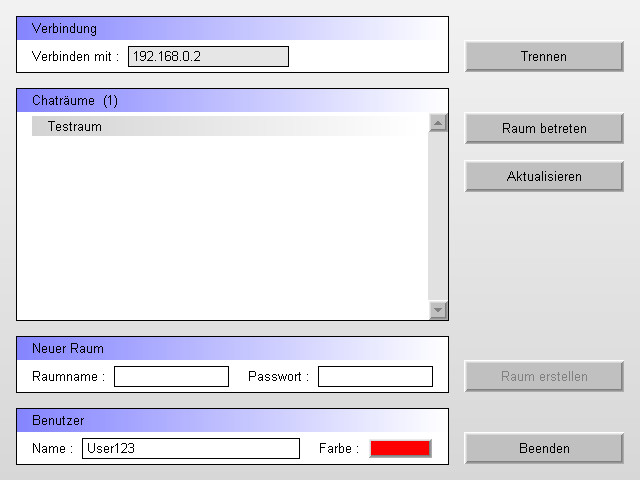 Verbindung
Verbinden mit : 192.168.0.2
Trennen
Chaträume (1)
Testraum
Raum betreten
Aktualisieren
Neuer Raum
Raumname : Passwort :
Raum erstellen
Benutzer
Name : User123 Farbe :
Beenden